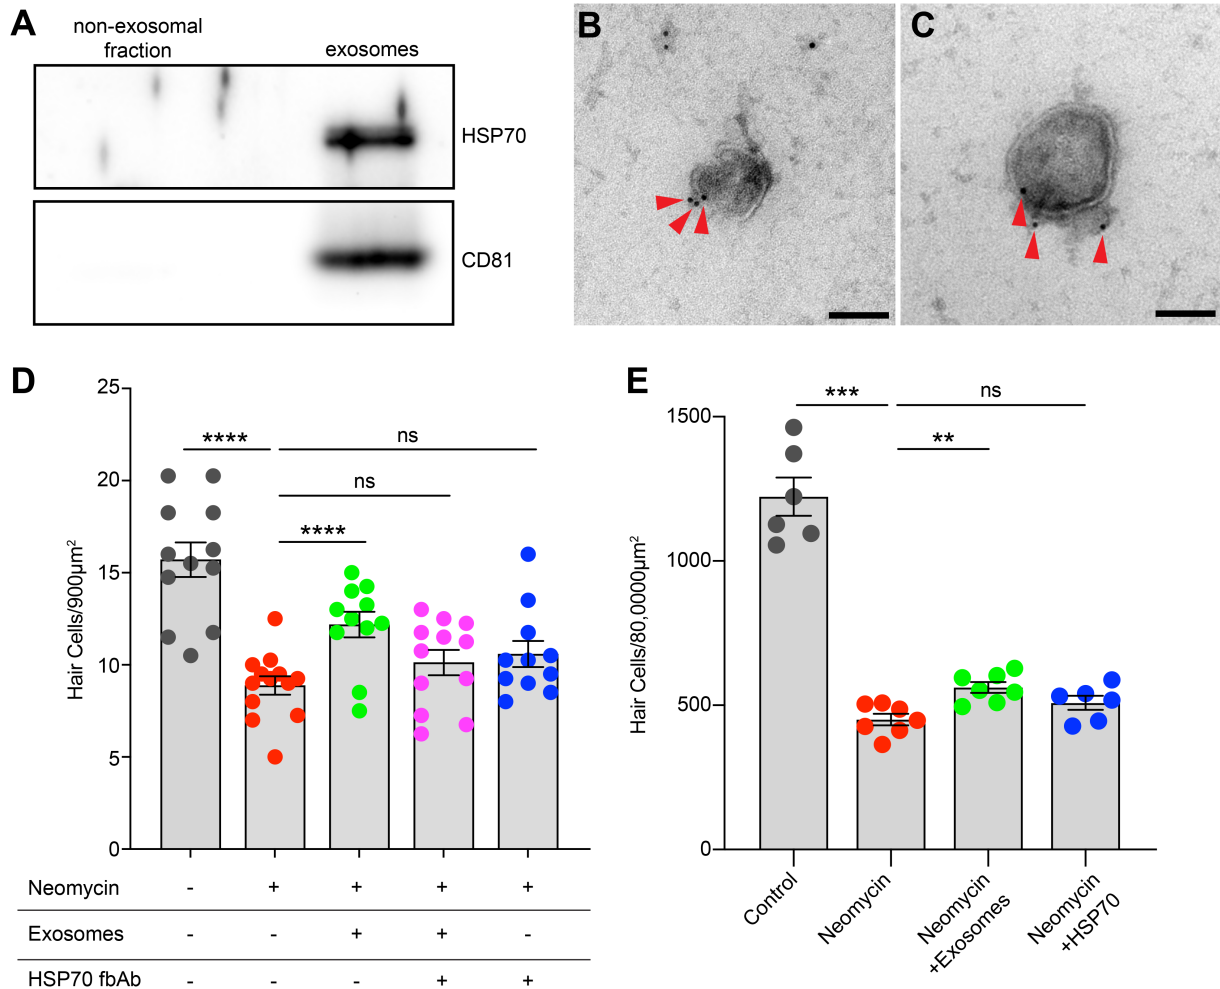 A
non-exosomal
fraction
exosomes
HSP70
CD81
B
C
D
25
20
15
10
5
0
Hair Cells/900µm²
****
ns
ns
****
Neomycin - + + + +
Exosomes - - + + -
HSP70 fbAb - - - + +
E
1500
1000
500
0
Hair Cells/80,0000µm²
***
ns
**
Control
Neomycin
Neomycin
+Exosomes
Neomycin
+HSP70